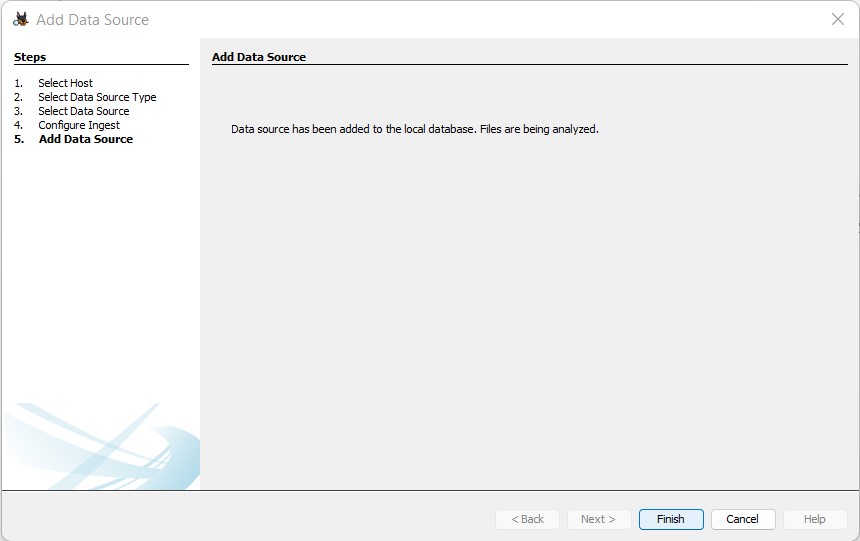 Add Data Source
Steps
1. Select Host
2. Select Data Source Type
3. Select Data Source
4. Configure Ingest
5. Add Data Source
Add Data Source
Data source has been added to the local database. Files are being analyzed.
< Back Next > Finish Cancel Help